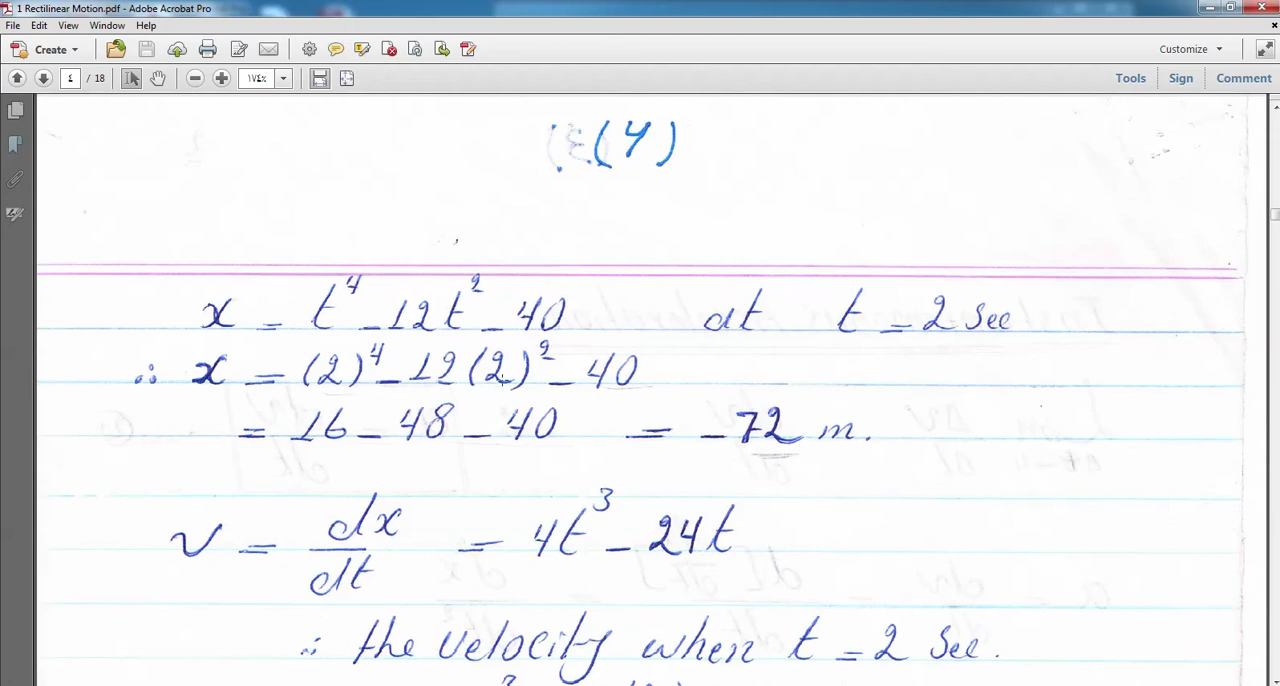 1 Rectilinear Motion.pdf - Adobe Acrobat Pro
File Edit View Window Help
Create Customize
٤ / 18 ١٧٤٪ Tools Sign Comment
(4)
x = t⁴ - 12t² - 40 at t = 2 Sec
∴ x = (2)⁴ - 12(2)² - 40
= 16 - 48 - 40 = -72 m.
v = dx/dt = 4t³ - 24t
∴ the velocity when t = 2 Sec.